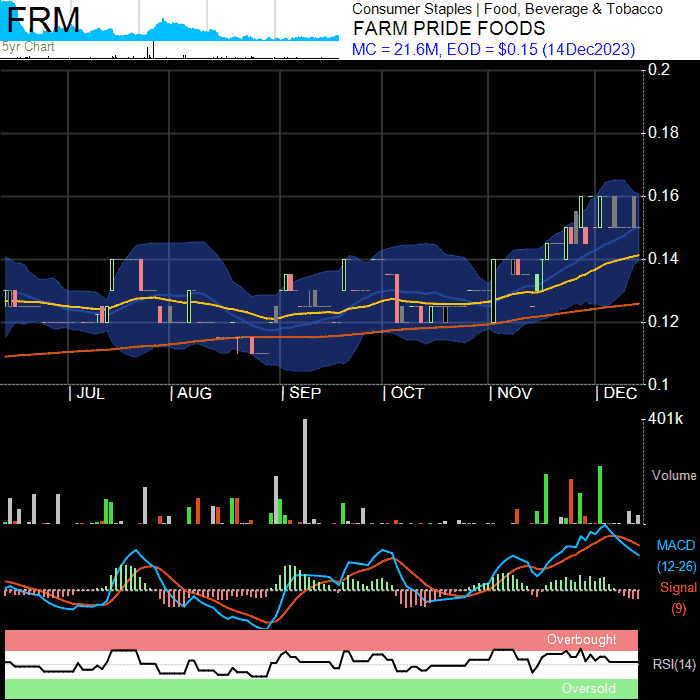 FRM
5yr Chart
Consumer Staples | Food, Beverage & Tobacco
FARM PRIDE FOODS
MC = 21.6M, EOD = $0.15 (14Dec2023)
0.2
0.18
0.16
0.14
0.12
0.1
JUL AUG SEP OCT NOV DEC
401k
Volume
MACD
(12-26)
Signal
(9)
Overbought
RSI(14)
Oversold